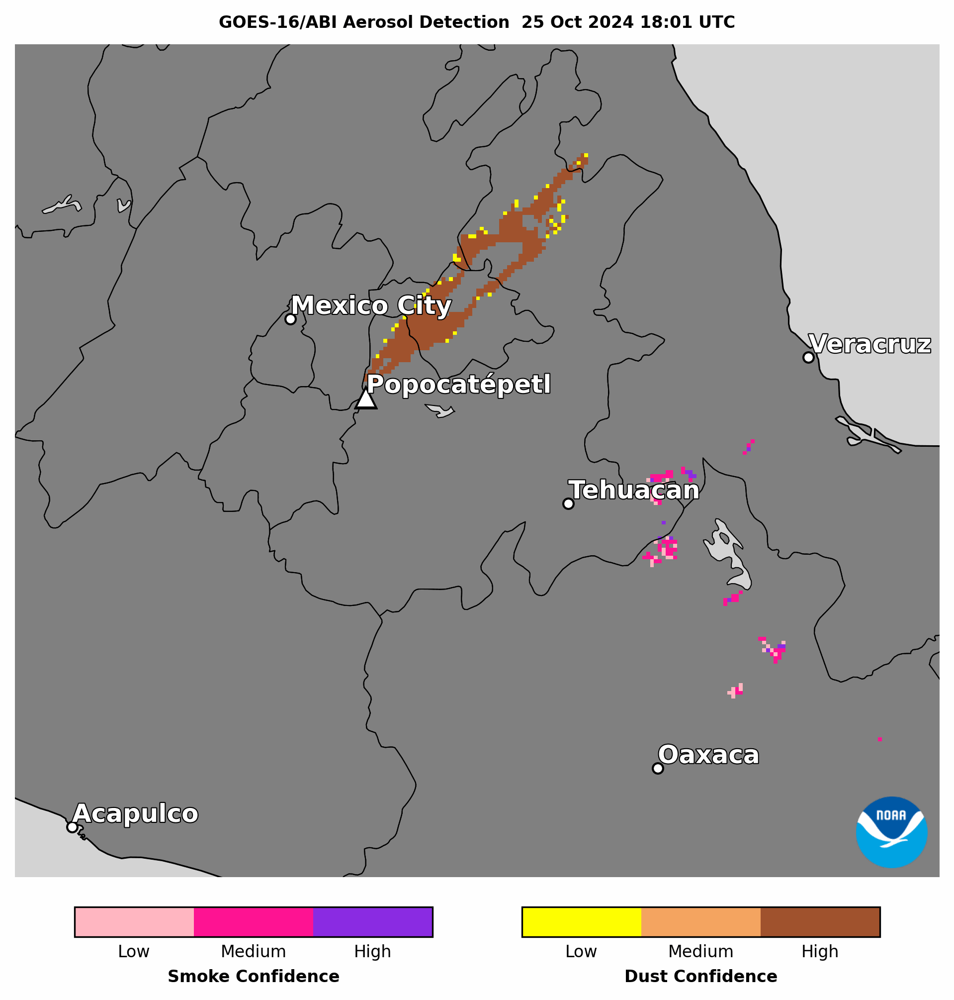 GOES-16/ABI Aerosol Detection  25 Oct 2024 18:01 UTC
Mexico City
Veracruz
Popocatépetl
Tehuacan
Oaxaca
Acapulco
NOAA
Low Medium High
Smoke Confidence
Low Medium High
Dust Confidence